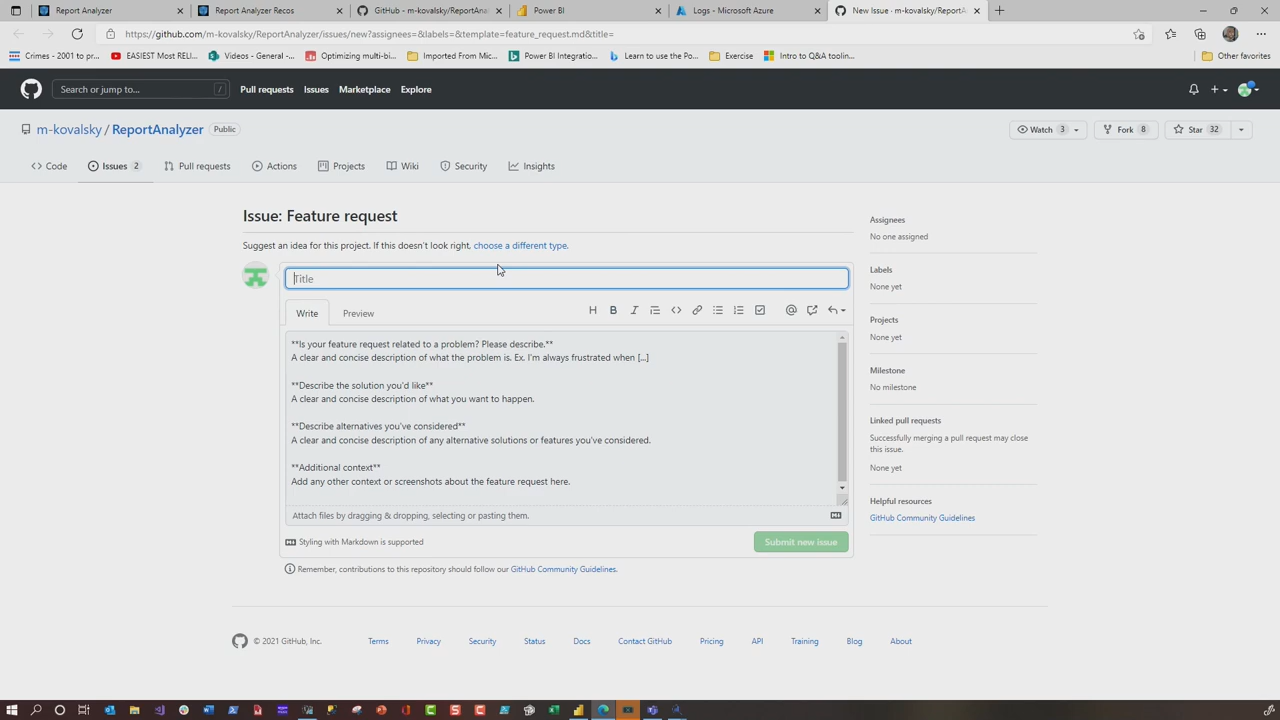 Report Analyzer
Report Analyzer Recos
GitHub - m-kovalsky/ReportAnal
Power BI
Logs - Microsoft Azure
New Issue · m-kovalsky/ReportA
https://github.com/m-kovalsky/ReportAnalyzer/issues/new?assignees=&labels=&template=feature_request.md&title=
Crimes - 2001 to pr...
EASIEST Most RELI...
Videos - General -...
Optimizing multi-bi...
Imported From Mic...
Power BI Integratio...
Learn to use the Po...
Exercise
Intro to Q&A toolin...
Other favorites
Search or jump to...
/
Pull requests
Issues
Marketplace
Explore
m-kovalsky / ReportAnalyzer
Public
Watch 3
Fork 8
Star 32
Code
Issues 2
Pull requests
Actions
Projects
Wiki
Security
Insights
Issue: Feature request
Suggest an idea for this project. If this doesn't look right, choose a different type.
Title
Write
Preview
**Is your feature request related to a problem? Please describe.**
A clear and concise description of what the problem is. Ex. I'm always frustrated when [...]
**Describe the solution you'd like**
A clear and concise description of what you want to happen.
**Describe alternatives you've considered**
A clear and concise description of any alternative solutions or features you've considered.
**Additional context**
Add any other context or screenshots about the feature request here.
Attach files by dragging & dropping, selecting or pasting them.
Styling with Markdown is supported
Submit new issue
Remember, contributions to this repository should follow our GitHub Community Guidelines.
Assignees
No one assigned
Labels
None yet
Projects
None yet
Milestone
No milestone
Linked pull requests
Successfully merging a pull request may close
this issue.
None yet
Helpful resources
GitHub Community Guidelines
© 2021 GitHub, Inc.
Terms
Privacy
Security
Status
Docs
Contact GitHub
Pricing
API
Training
Blog
About